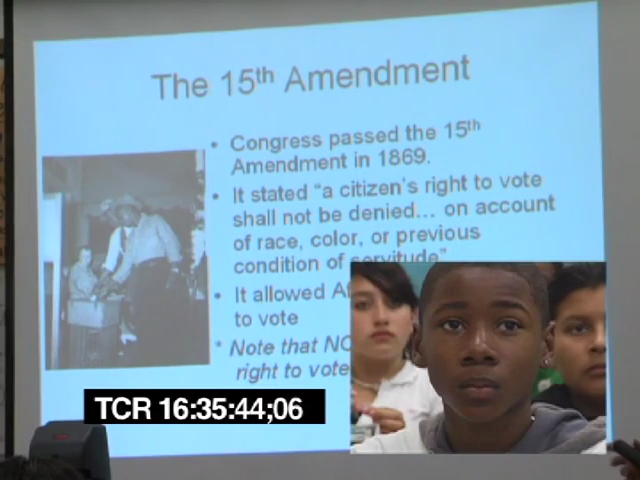 The 15th Amendment
• Congress passed the 15th
Amendment in 1869.
• It stated "a citizen's right to vote
shall not be denied... on account
of race, color, or previous
condition of servitude"
• It allowed
to vote
* Note that
right to vote
TCR 16:35:44;06